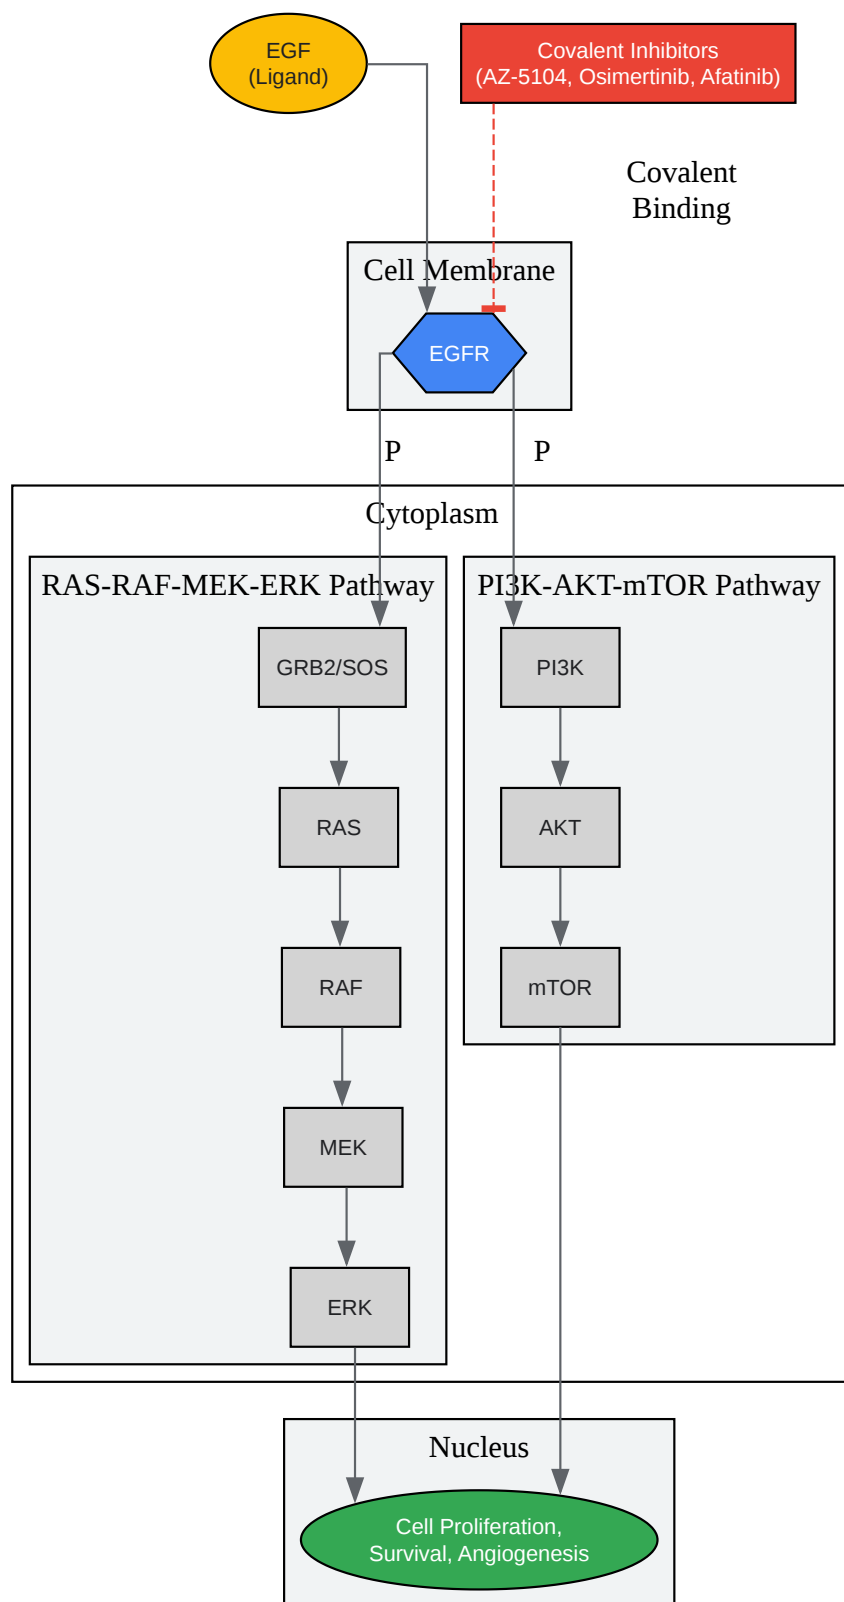 EGF
(Ligand)
Covalent Inhibitors
(AZ-5104, Osimertinib, Afatinib)
Covalent
Binding
Cell Membrane
EGFR
P
P
Cytoplasm
RAS-RAF-MEK-ERK Pathway
PI3K-AKT-mTOR Pathway
GRB2/SOS
PI3K
RAS
AKT
RAF
mTOR
MEK
ERK
Nucleus
Cell Proliferation,
Survival, Angiogenesis